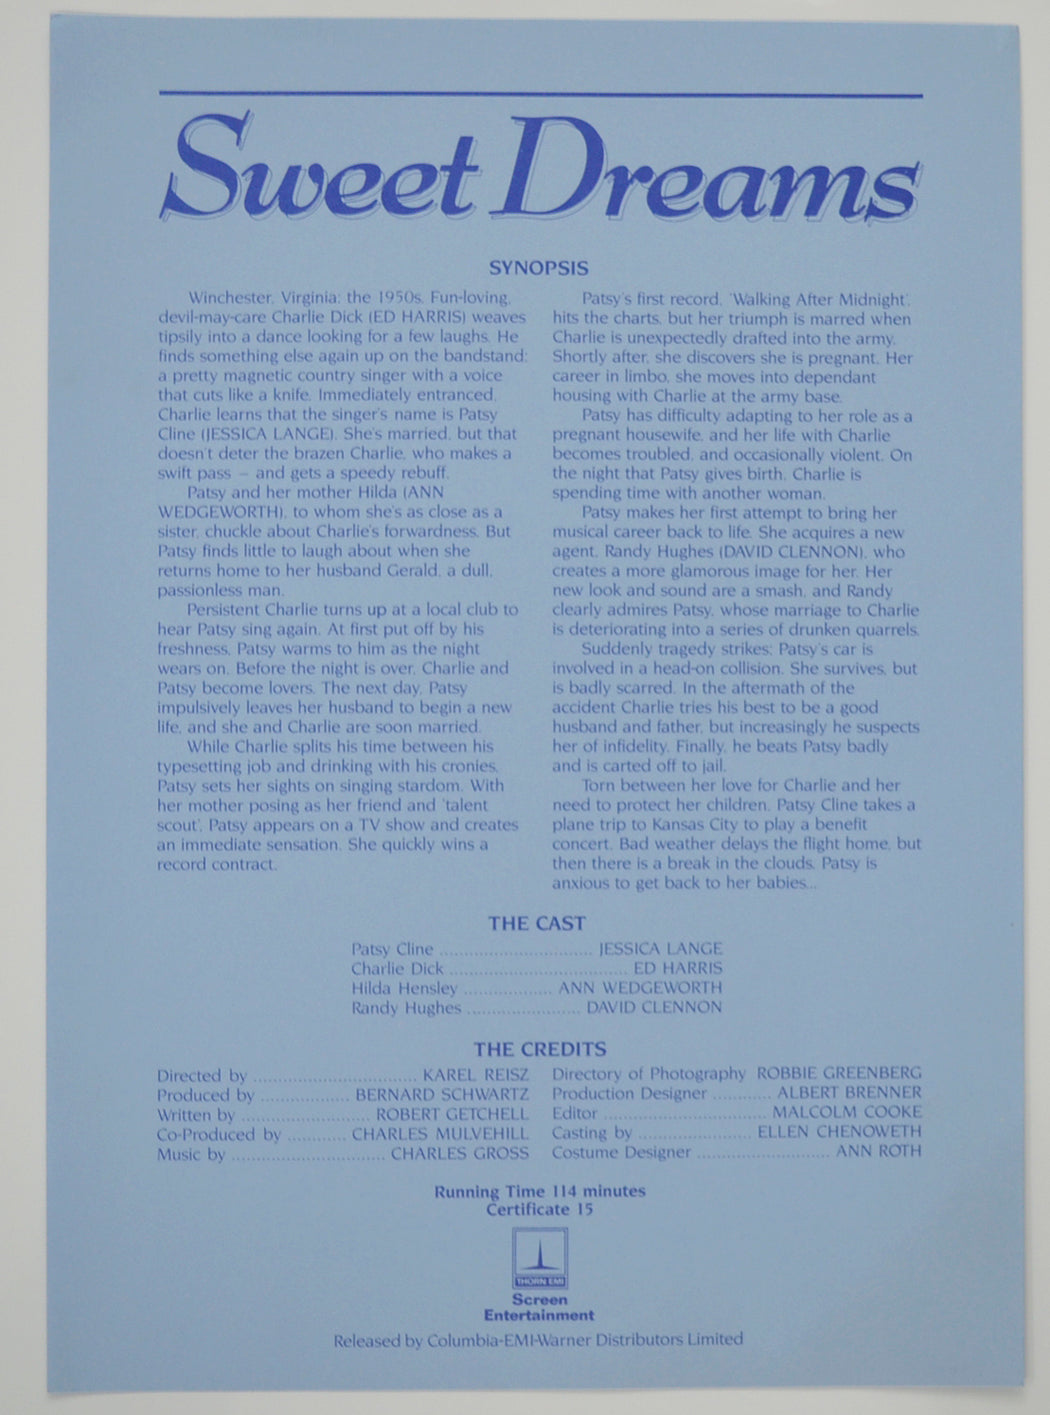 Sweet Dreams
SYNOPSIS
Winchester, Virginia: the 1950s. Fun-loving,
devil-may-care Charlie Dick (ED HARRIS) weaves
tipsily into a dance looking for a few laughs. He
finds something else again up on the bandstand:
a pretty magnetic country singer with a voice
that cuts like a knife. Immediately entranced,
Charlie learns that the singer's name is Patsy
Cline (JESSICA LANGE). She's married, but that
doesn't deter the brazen Charlie, who makes a
swift pass – and gets a speedy rebuff.
Patsy and her mother Hilda (ANN
WEDGEWORTH), to whom she's as close as a
sister, chuckle about Charlie's forwardness. But
Patsy finds little to laugh about when she
returns home to her husband Gerald, a dull,
passionless man.
Persistent Charlie turns up at a local club to
hear Patsy sing again. At first put off by his
freshness, Patsy warms to him as the night
wears on. Before the night is over, Charlie and
Patsy become lovers. The next day, Patsy
impulsively leaves her husband to begin a new
life, and she and Charlie are soon married.
While Charlie splits his time between his
typesetting job and drinking with his cronies,
Patsy sets her sights on singing stardom. With
her mother posing as her friend and 'talent
scout', Patsy appears on a TV show and creates
an immediate sensation. She quickly wins a
record contract.
Patsy's first record, 'Walking After Midnight',
hits the charts, but her triumph is marred when
Charlie is unexpectedly drafted into the army.
Shortly after, she discovers she is pregnant. Her
career in limbo, she moves into dependant
housing with Charlie at the army base.
Patsy has difficulty adapting to her role as a
pregnant housewife, and her life with Charlie
becomes troubled, and occasionally violent. On
the night that Patsy gives birth, Charlie is
spending time with another woman.
Patsy makes her first attempt to bring her
musical career back to life. She acquires a new
agent, Randy Hughes (DAVID CLENNON), who
creates a more glamorous image for her. Her
new look and sound are a smash, and Randy
clearly admires Patsy, whose marriage to Charlie
is deteriorating into a series of drunken quarrels.
Suddenly tragedy strikes: Patsy's car is
involved in a head-on collision. She survives, but
is badly scarred. In the aftermath of the
accident Charlie tries his best to be a good
husband and father, but increasingly he suspects
her of infidelity. Finally, he beats Patsy badly
and is carted off to jail.
Torn between her love for Charlie and her
need to protect her children, Patsy Cline takes a
plane trip to Kansas City to play a benefit
concert. Bad weather delays the flight home, but
then there is a break in the clouds. Patsy is
anxious to get back to her babies...
THE CAST
Patsy Cline .............................. JESSICA LANGE
Charlie Dick ................................... ED HARRIS
Hilda Hensley ................. ANN WEDGEWORTH
Randy Hughes ...................... DAVID CLENNON
THE CREDITS
Directed by ................................ KAREL REISZ
Produced by ................. BERNARD SCHWARTZ
Written by ......................... ROBERT GETCHELL
Co-Produced by ........... CHARLES MULVEHILL
Music by .............................. CHARLES GROSS
Directory of Photography ROBBIE GREENBERG
Production Designer ........... ALBERT BRENNER
Editor ................................ MALCOLM COOKE
Casting by ...................... ELLEN CHENOWETH
Costume Designer .......................... ANN ROTH
Running Time 114 minutes
Certificate 15
THORN EMI
Screen
Entertainment
Released by Columbia-EMI-Warner Distributors Limited